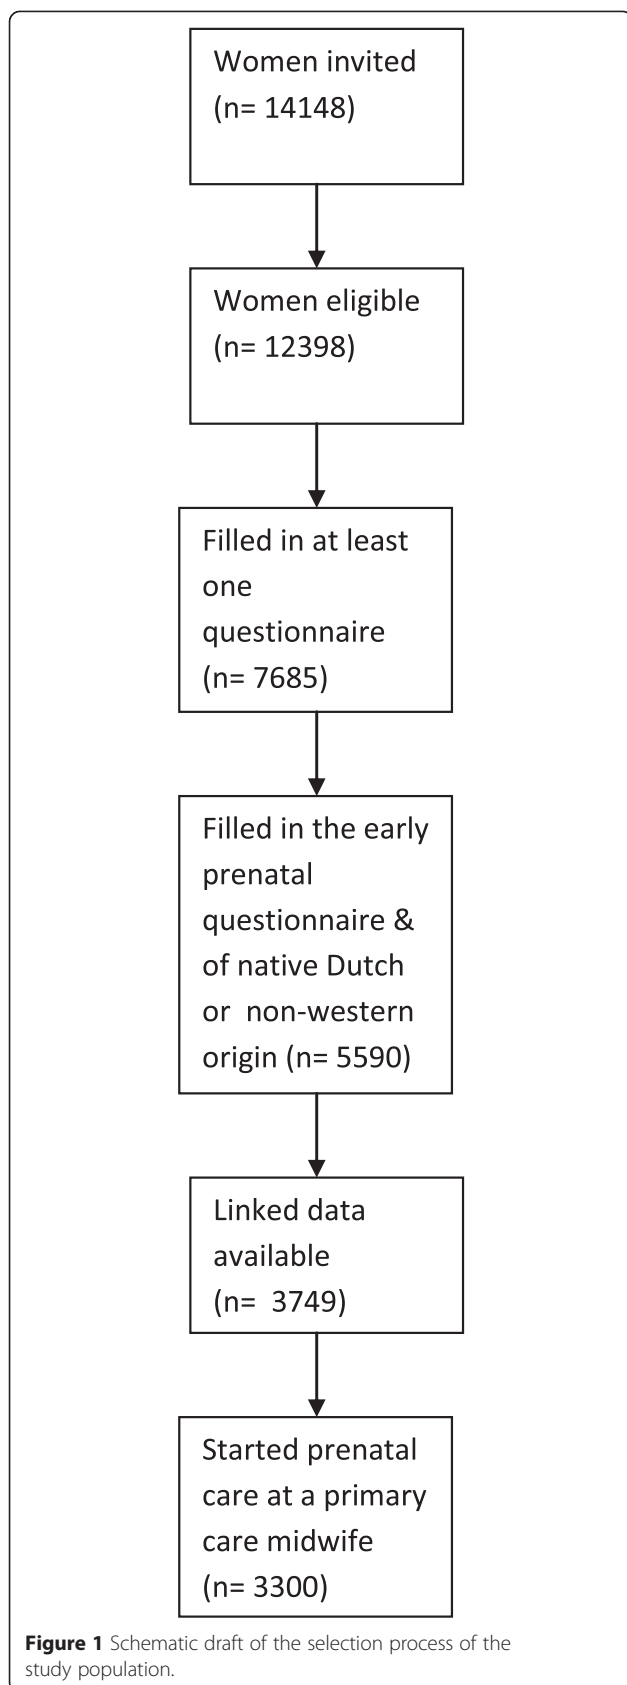 Women invited
(n= 14148)
Women eligible
(n= 12398)
Filled in at least
one
questionnaire
(n= 7685)
Filled in the early
prenatal
questionnaire &
of native Dutch
or  non-western
origin (n= 5590)
Linked data
available
(n=  3749)
Started prenatal
care at a primary
care midwife
(n= 3300)
Figure 1 Schematic draft of the selection process of the
study population.